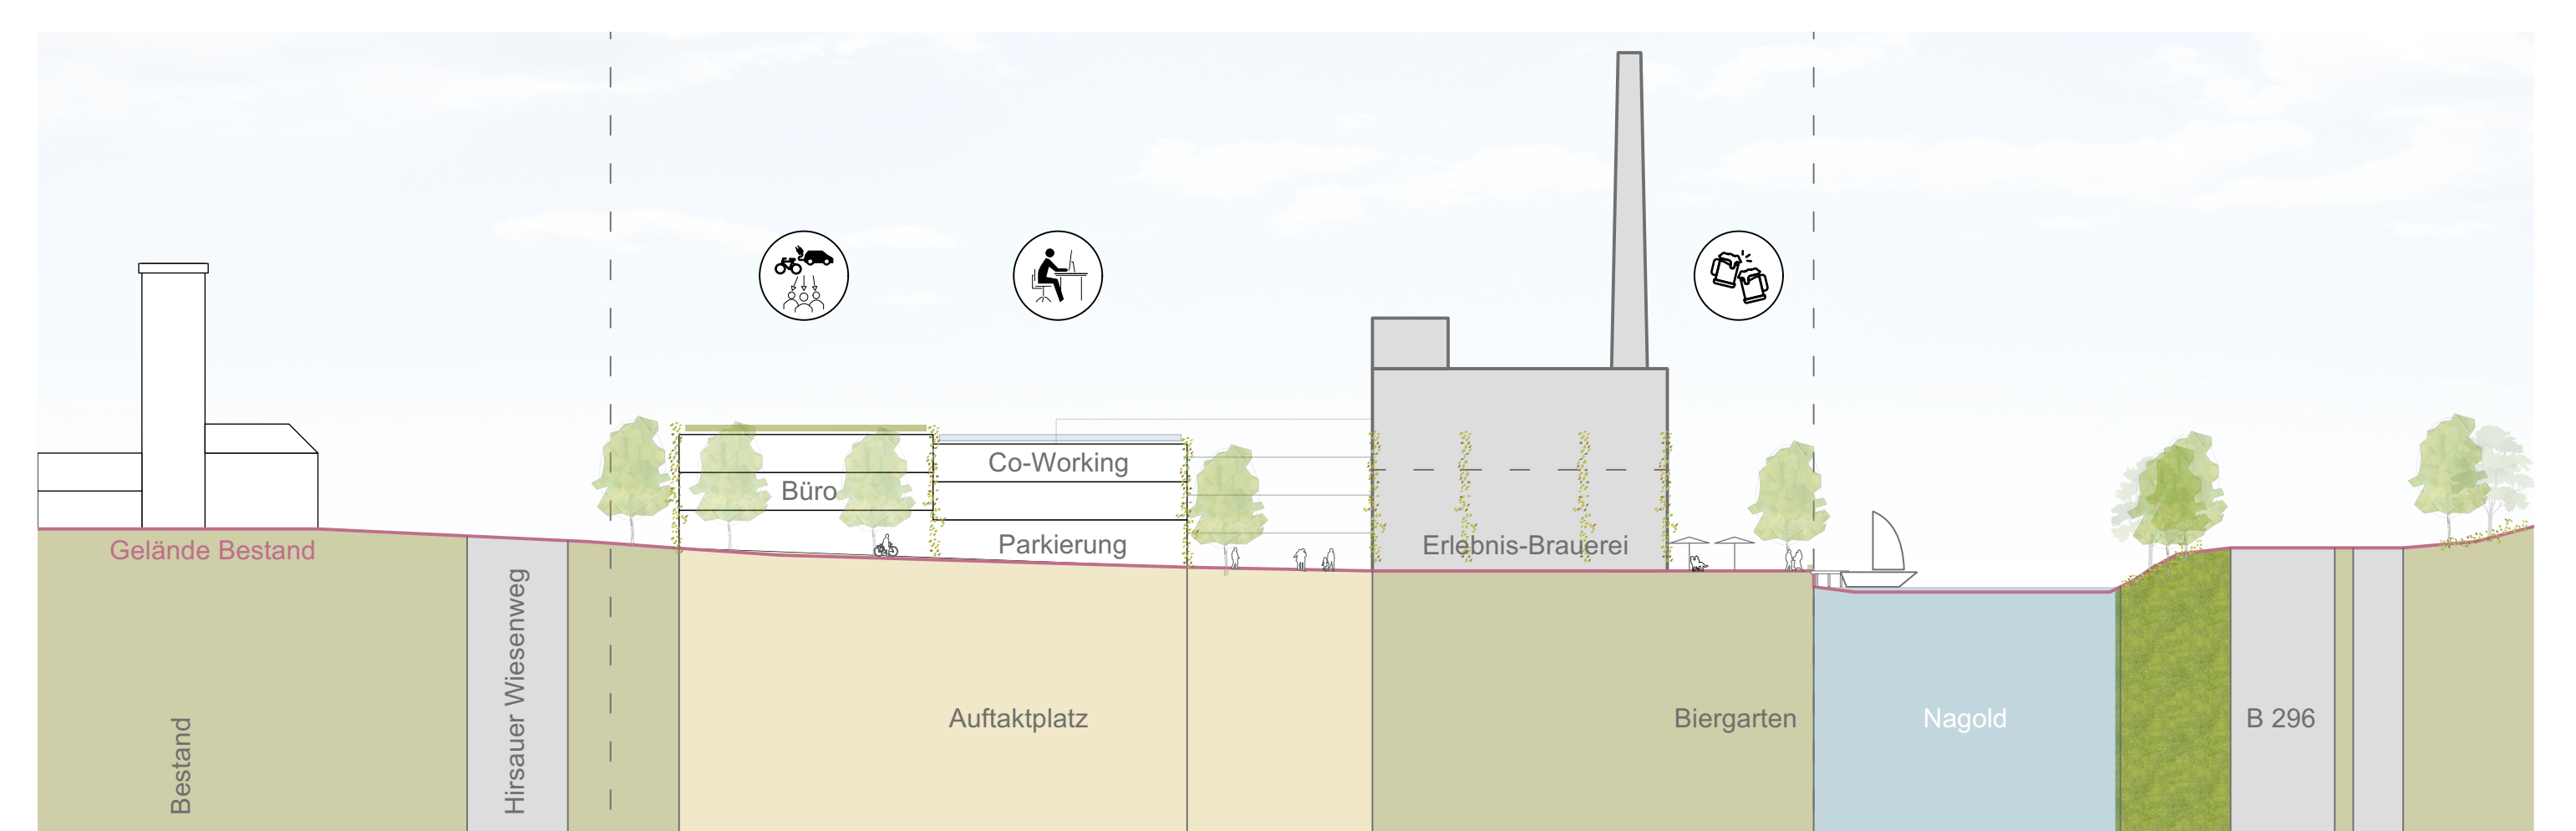 Co-Working
Büro
Parkierung
Erlebnis-Brauerei
Gelände Bestand
Bestand
Hirsauer Wiesenweg
Auftaktplatz
Biergarten
Nagold
B 296